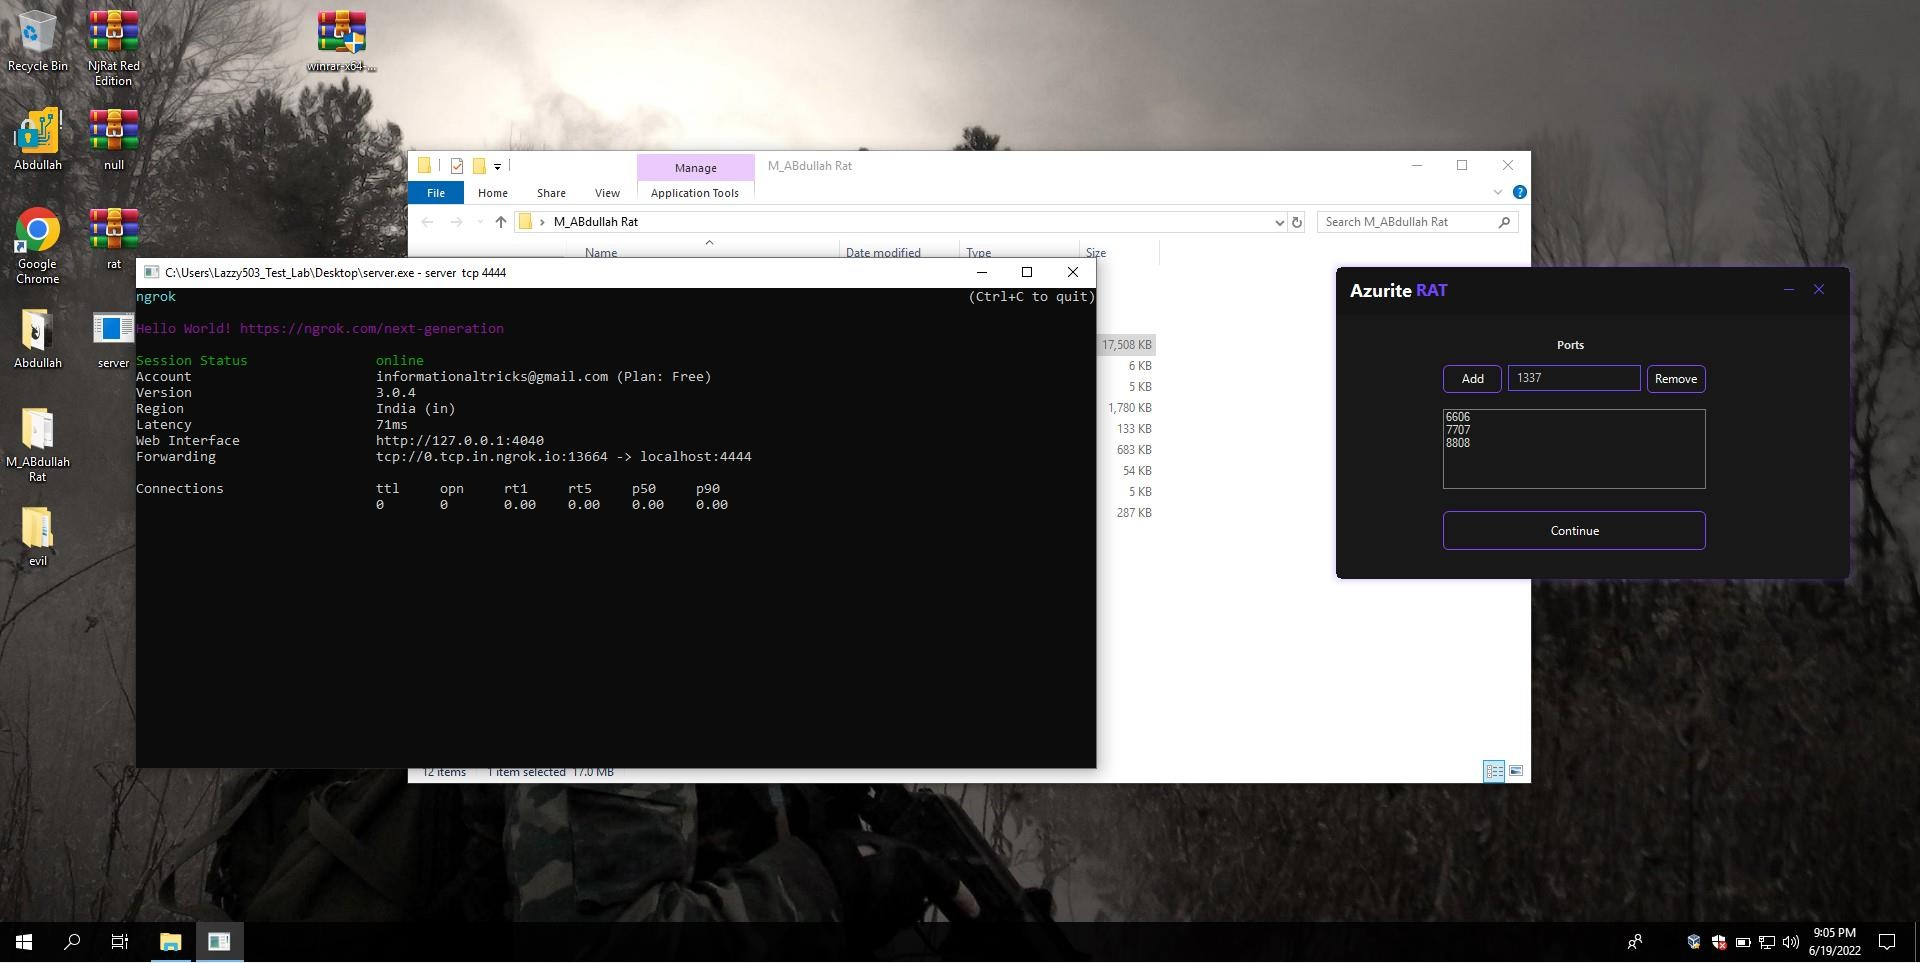 Recycle Bin
NjRat Red
Edition
winrar-x64-...
Abdullah
null
Google
Chrome
rat
Abdullah
server
M_ABdullah
Rat
evil
Manage
M_ABdullah Rat
File
Home
Share
View
Application Tools
M_ABdullah Rat
Search M_ABdullah Rat
Name
Date modified
Type
Size
17,508 KB
6 KB
5 KB
1,780 KB
133 KB
683 KB
54 KB
5 KB
287 KB
12 items
1 item selected 17.0 MB
C:\Users\Lazzy503_Test_Lab\Desktop\server.exe - server tcp 4444
ngrok
(Ctrl+C to quit)
Hello World! https://ngrok.com/next-generation
Session Status online
Account informationaltricks@gmail.com (Plan: Free)
Version 3.0.4
Region India (in)
Latency 71ms
Web Interface http://127.0.0.1:4040
Forwarding tcp://0.tcp.in.ngrok.io:13664 -> localhost:4444
Connections ttl opn rt1 rt5 p50 p90
0 0 0.00 0.00 0.00 0.00
Azurite RAT
Ports
Add
1337
Remove
6606
7707
8808
Continue
9:05 PM
6/19/2022